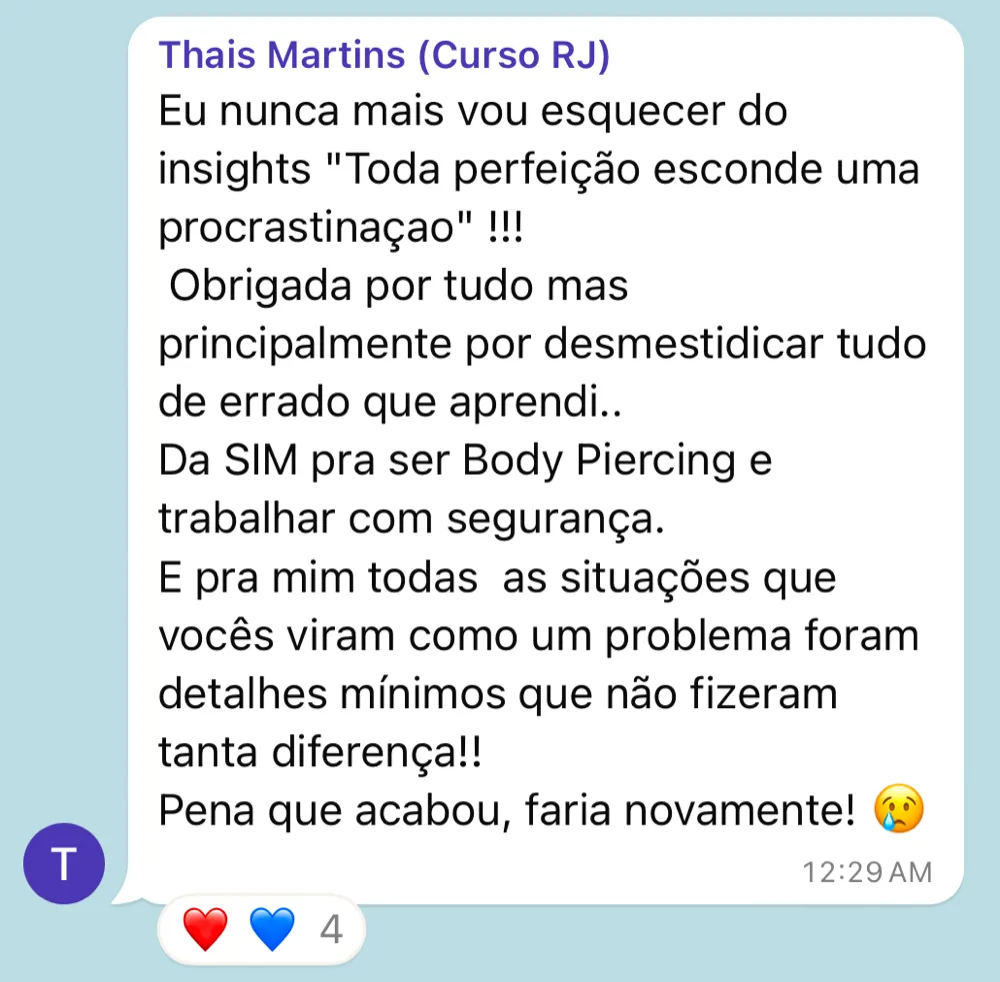 Thais Martins (Curso RJ)
Eu nunca mais vou esquecer do
insights "Toda perfeição esconde uma
procrastinaçao" !!!
Obrigada por tudo mas
principalmente por desmestidicar tudo
de errado que aprendi..
Da SIM pra ser Body Piercing e
trabalhar com segurança.
E pra mim todas  as situações que
vocês viram como um problema foram
detalhes mínimos que não fizeram
tanta diferença!!
Pena que acabou, faria novamente! 😢
12:29 AM
T
❤️ 💙 4